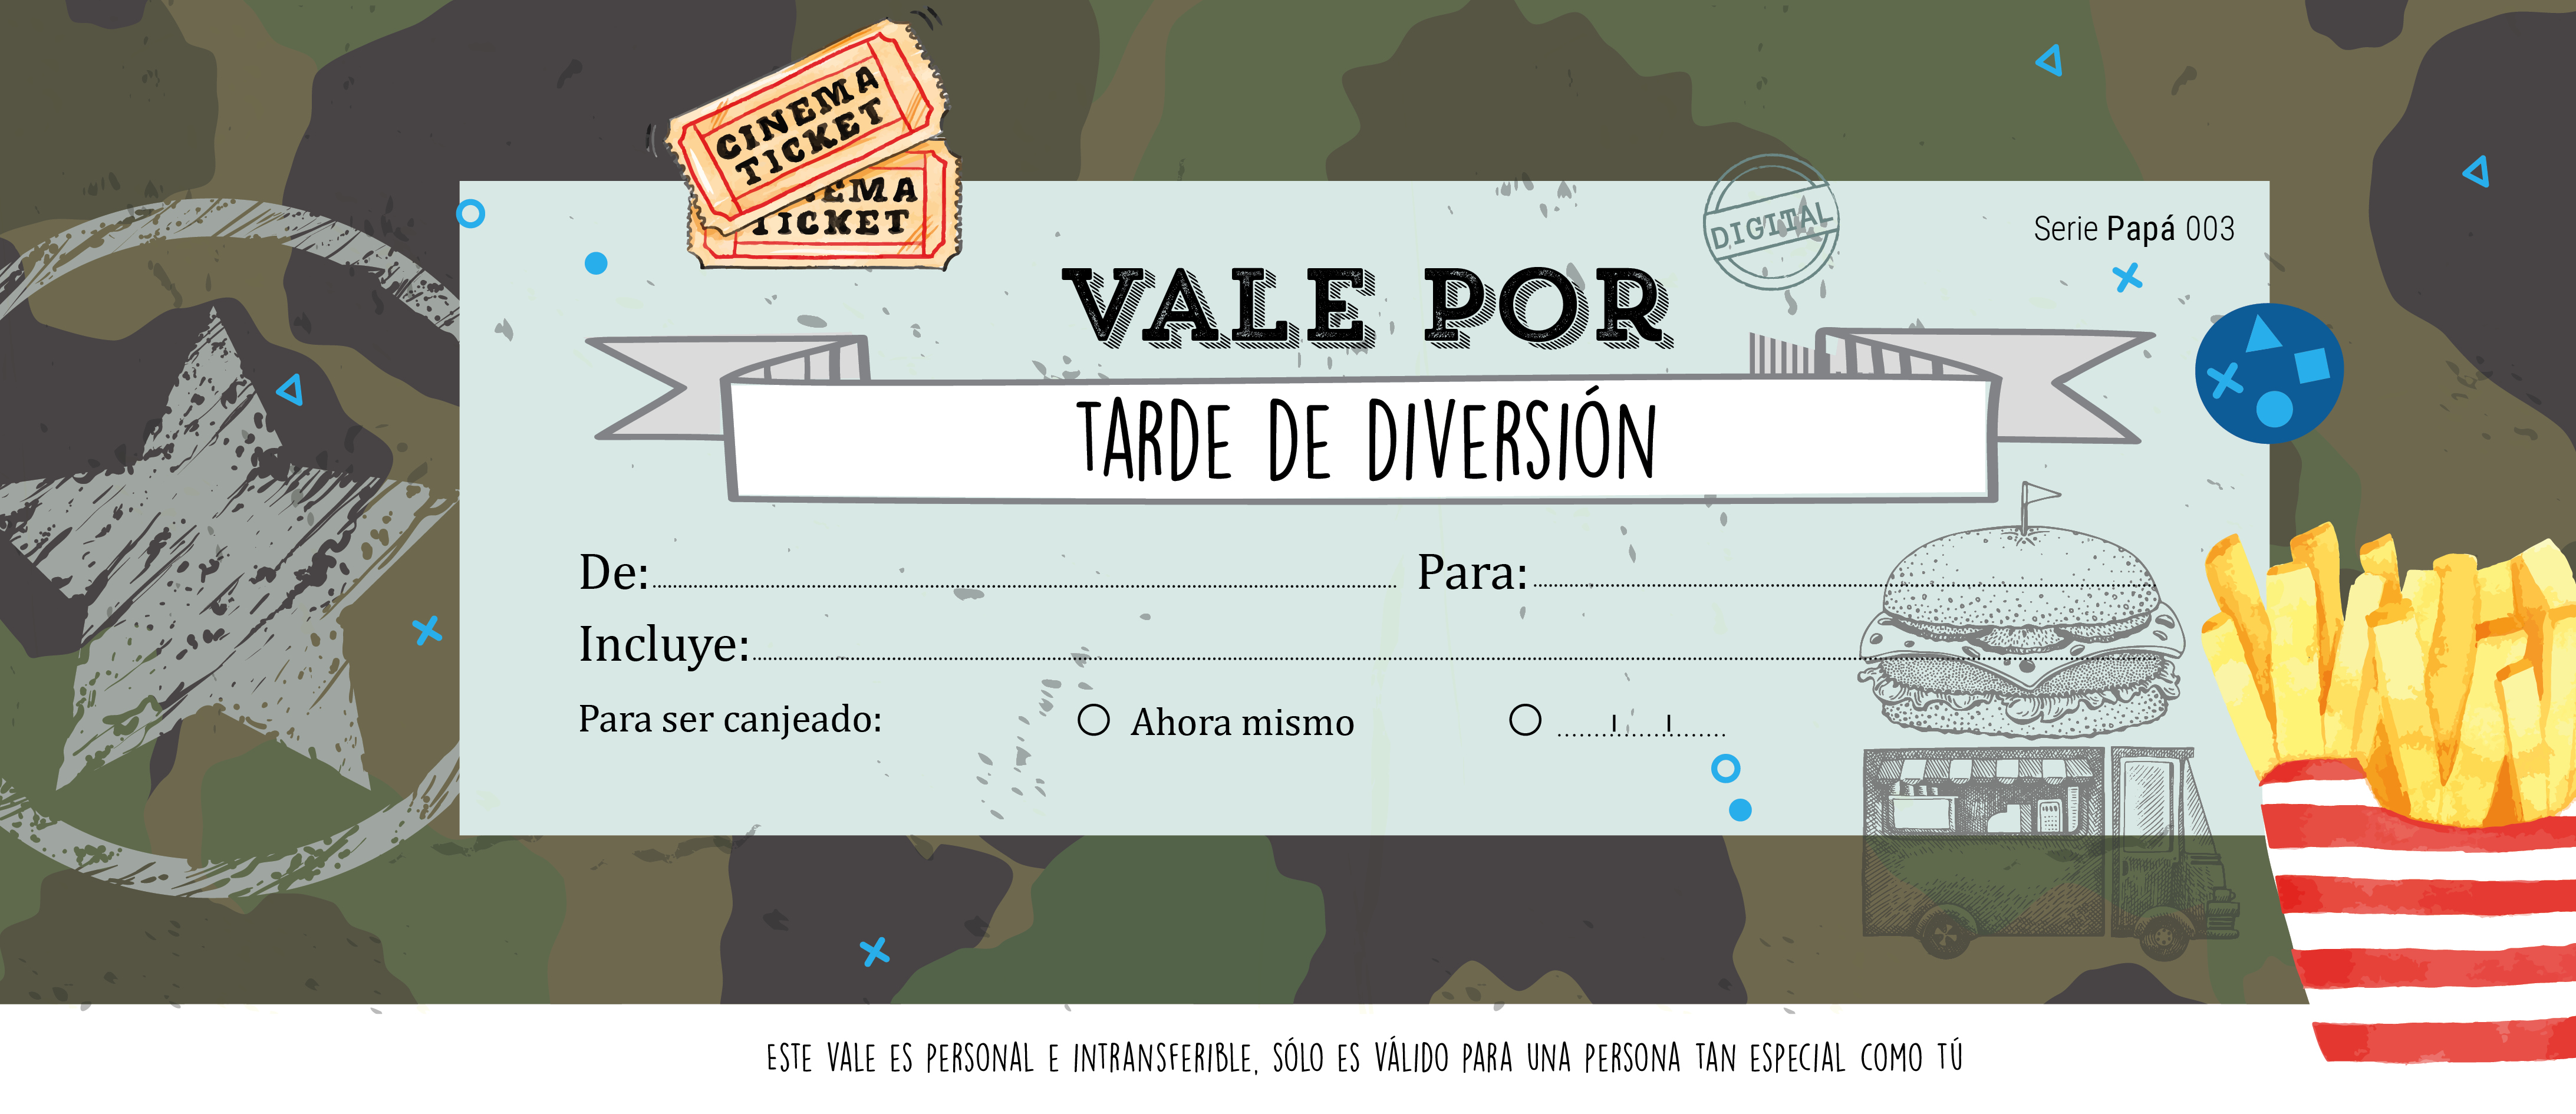 CINEMA
TICKET
EMA
TICKET
DIGITAL
Serie Papá 003
VALE POR
TARDE DE DIVERSIÓN
De: Para:
Incluye:
Para ser canjeado: Ahora mismo
ESTE VALE ES PERSONAL E INTRANSFERIBLE, SÓLO ES VÁLIDO PARA UNA PERSONA TAN ESPECIAL COMO TÚ